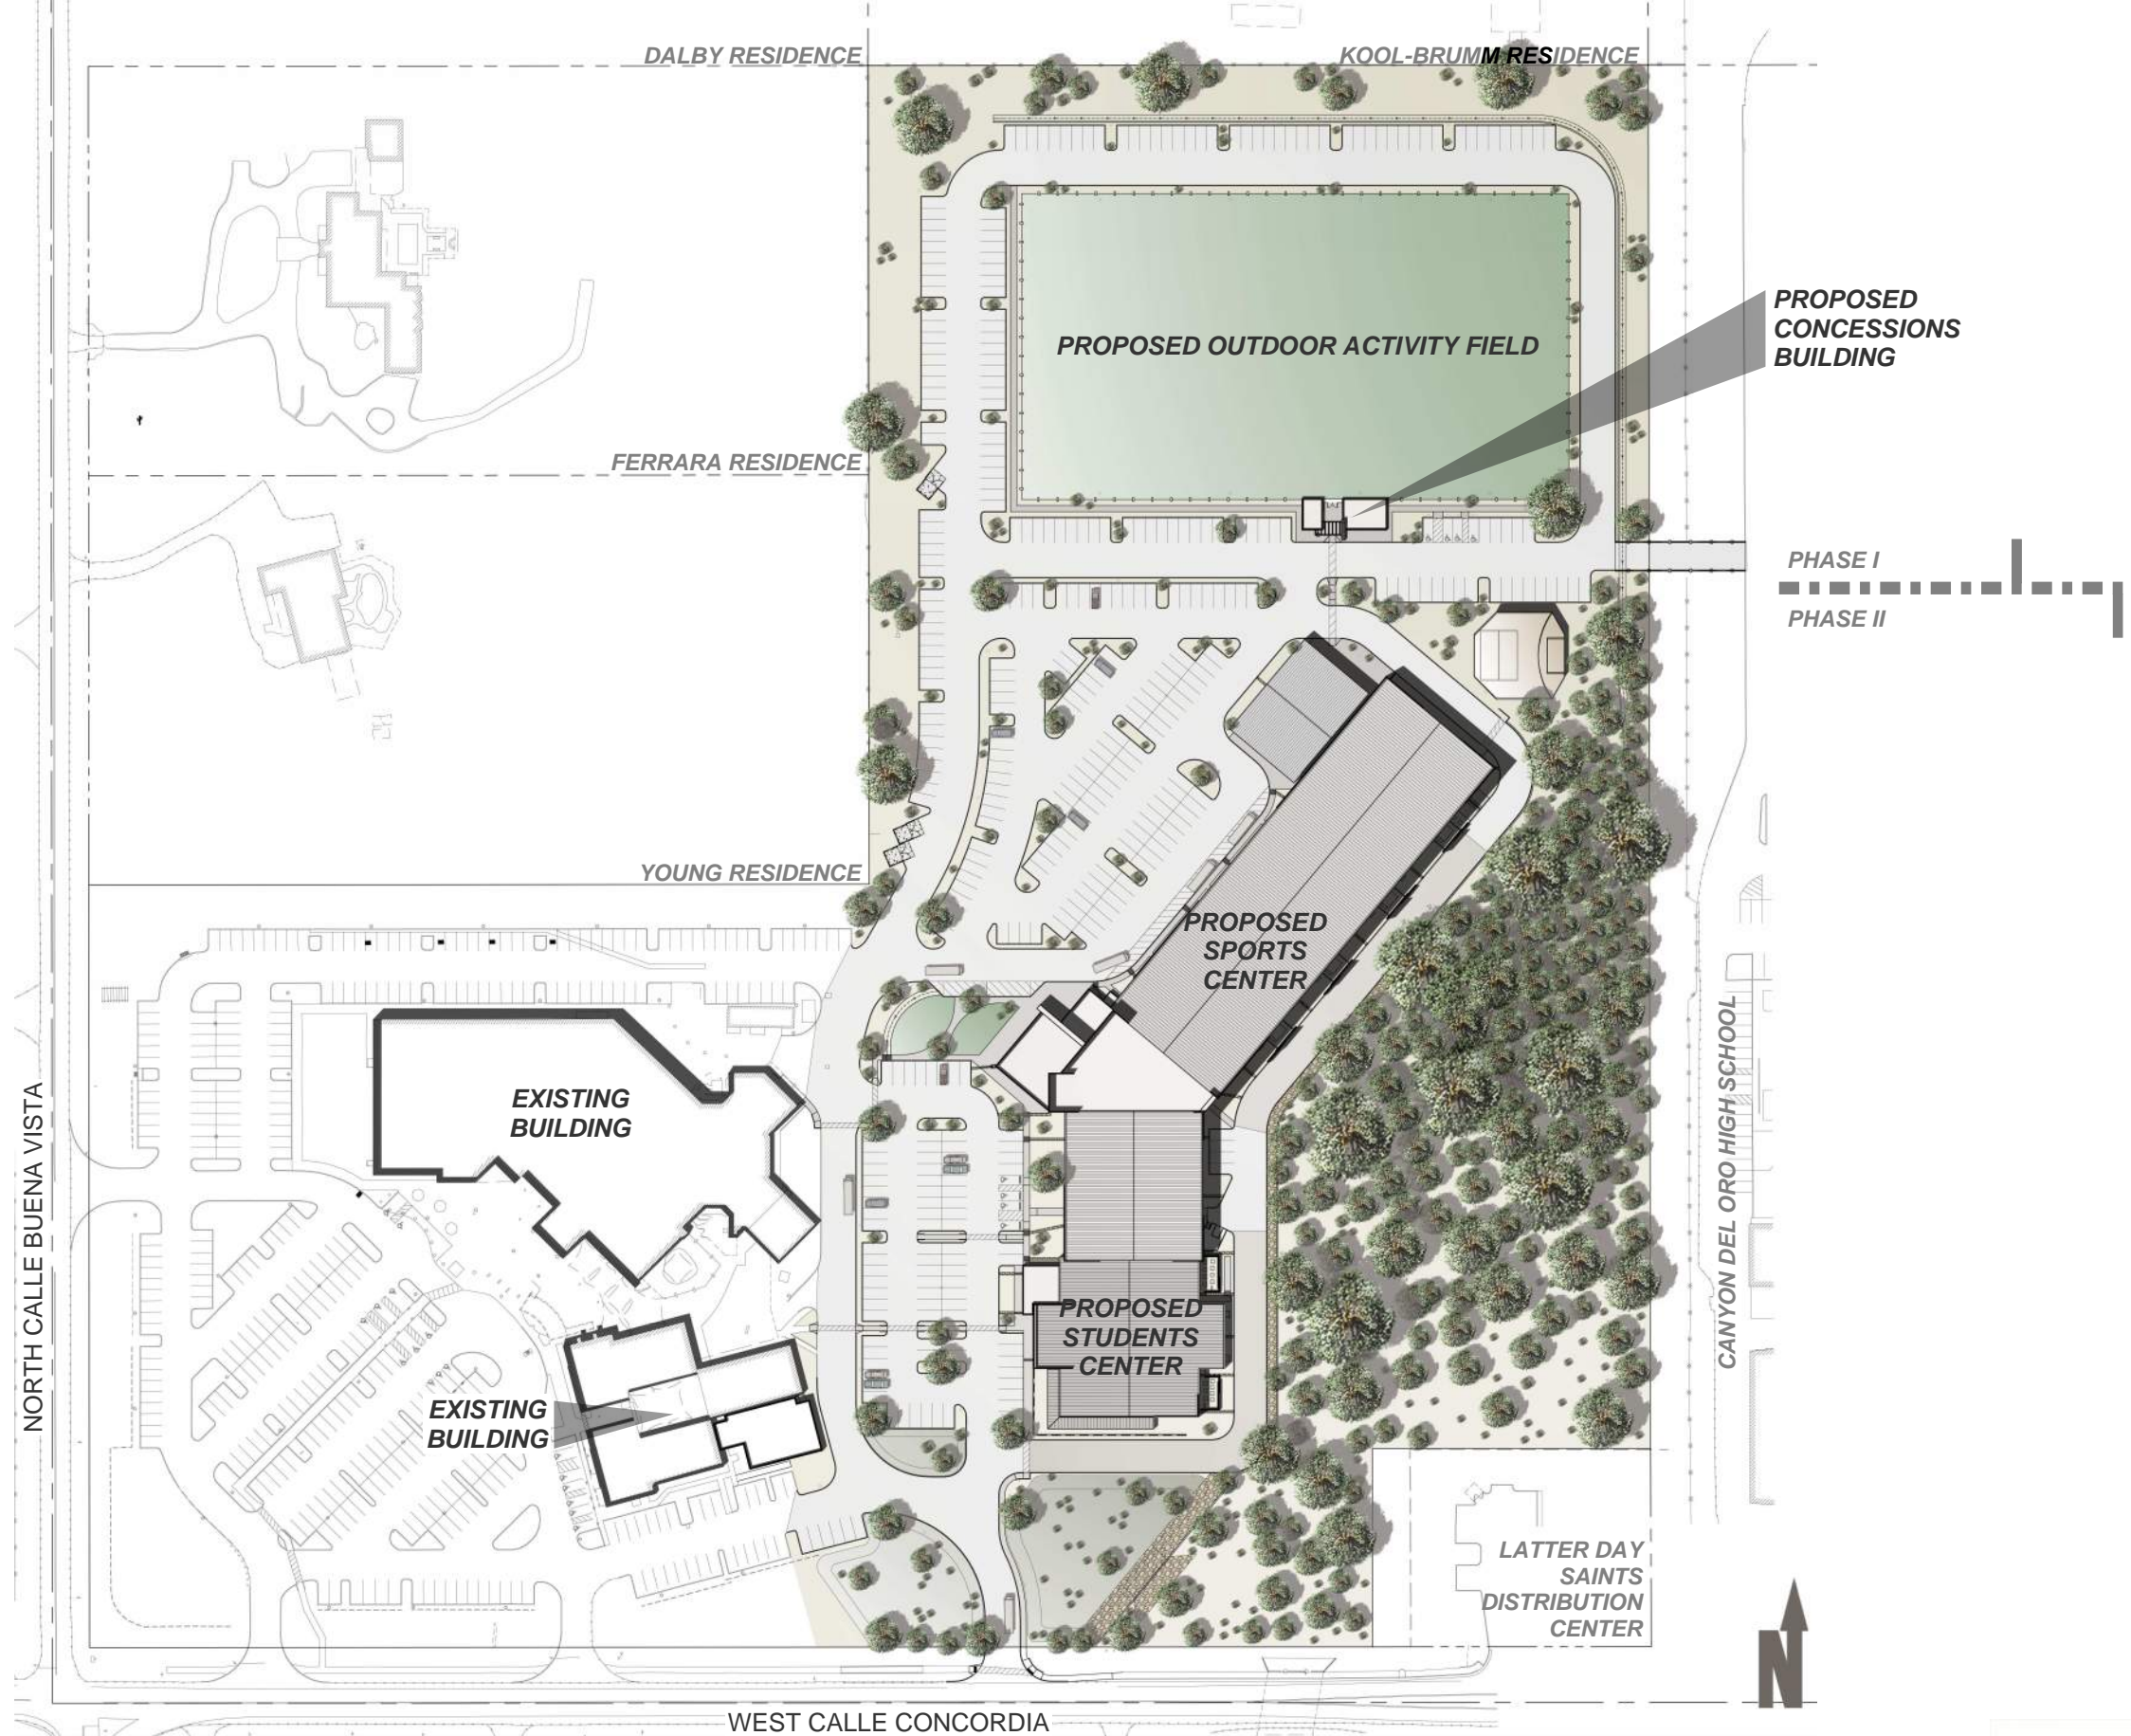 DALBY RESIDENCE
KOOL-BRUMM RESIDENCE
PROPOSED
CONCESSIONS
BUILDING
PROPOSED OUTDOOR ACTIVITY FIELD
FERRARA RESIDENCE
PHASE I
PHASE II
YOUNG RESIDENCE
PROPOSED
SPORTS
CENTER
EXISTING
BUILDING
NORTH CALLE BUENA VISTA
CANYON DEL ORO HIGH SCHOOL
PROPOSED
STUDENTS
CENTER
EXISTING
BUILDING
LATTER DAY
SAINTS
DISTRIBUTION
CENTER
N
WEST CALLE CONCORDIA